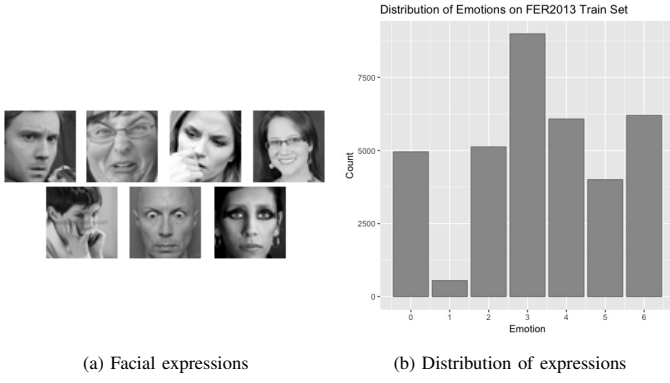 Distribution of Emotions on FER2013 Train Set
7500
5000
2500
0
Count
0 1 2 3 4 5 6
Emotion
(a) Facial expressions
(b) Distribution of expressions